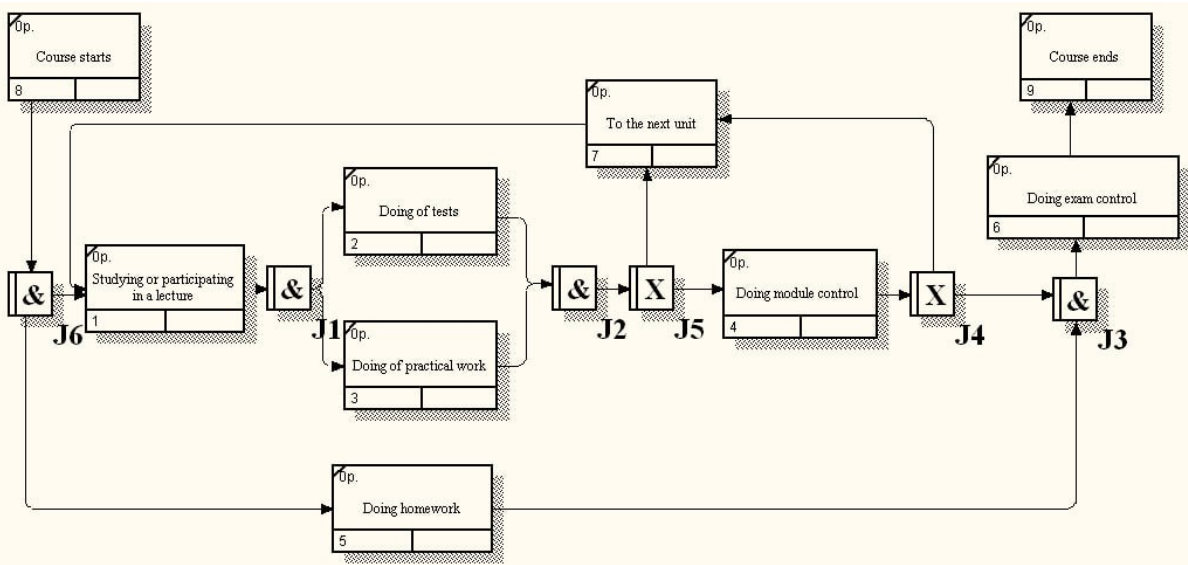 0p.
Course starts
8
0p.
Course ends
9
0p.
To the next unit
7
0p.
Doing of tests
2
0p.
Doing exam control
6
&
J6
0p.
Studying or participating
in a lecture
1
&
J1
&
J2
X
J5
0p.
Doing module control
4
X
J4
&
J3
0p.
Doing of practical work
3
0p.
Doing homework
5